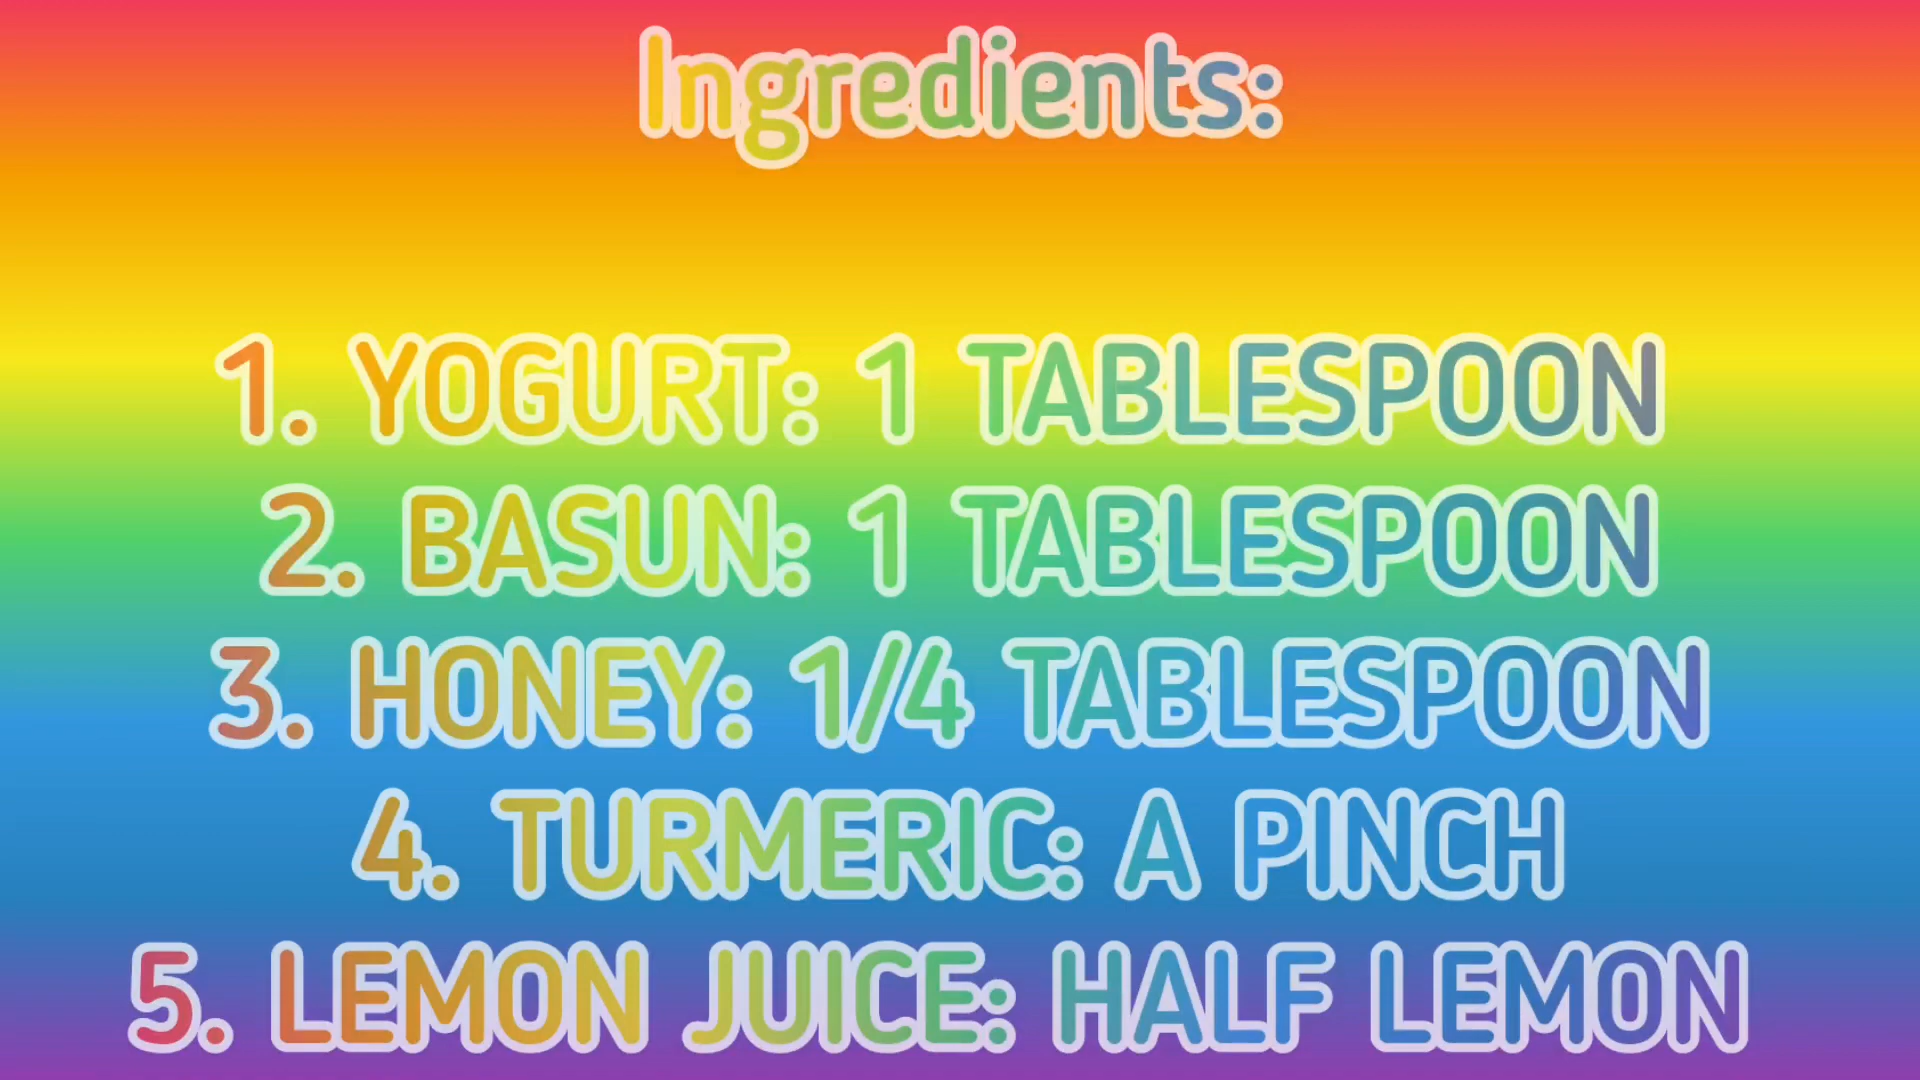 Ingredients:
1. YOGURT: 1 TABLESPOON
2. BASUN: 1 TABLESPOON
3. HONEY: 1/4 TABLESPOON
4. TURMERIC: A PINCH
5. LEMON JUICE: HALF LEMON